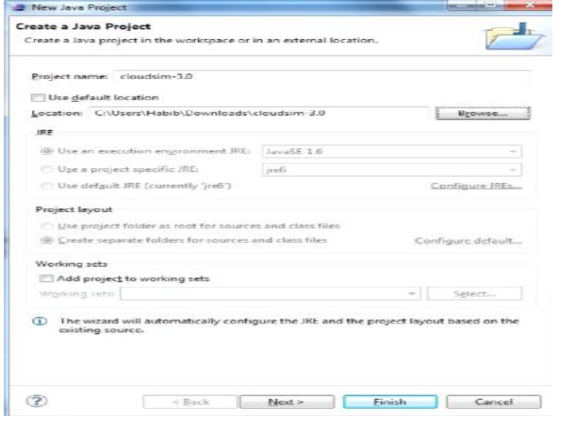 New Java Project
Create a Java Project
Create a Java project in the workspace or in an external location.
Project name: cloudsim-3.0
Use default location
Location: C:\Users\Habib\Downloads\cloudsim-3.0 Browse...
JRE
Use an execution environment JRE: JavaSE-1.6
Use a project specific JRE: jre6
Use default JRE (currently 'jre6') Configure JREs...
Project layout
Use project folder as root for sources and class files
Create separate folders for sources and class files Configure default...
Working sets
Add project to working sets
Working sets: Select...
The wizard will automatically configure the JRE and the project layout based on the
existing source.
? < Back Next > Finish Cancel